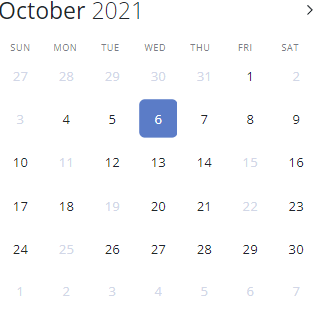 October 2021
SUN MON TUE WED THU FRI SAT
27 28 29 30 31 1 2
3 4 5 6 7 8 9
10 11 12 13 14 15 16
17 18 19 20 21 22 23
24 25 26 27 28 29 30
1 2 3 4 5 6 7